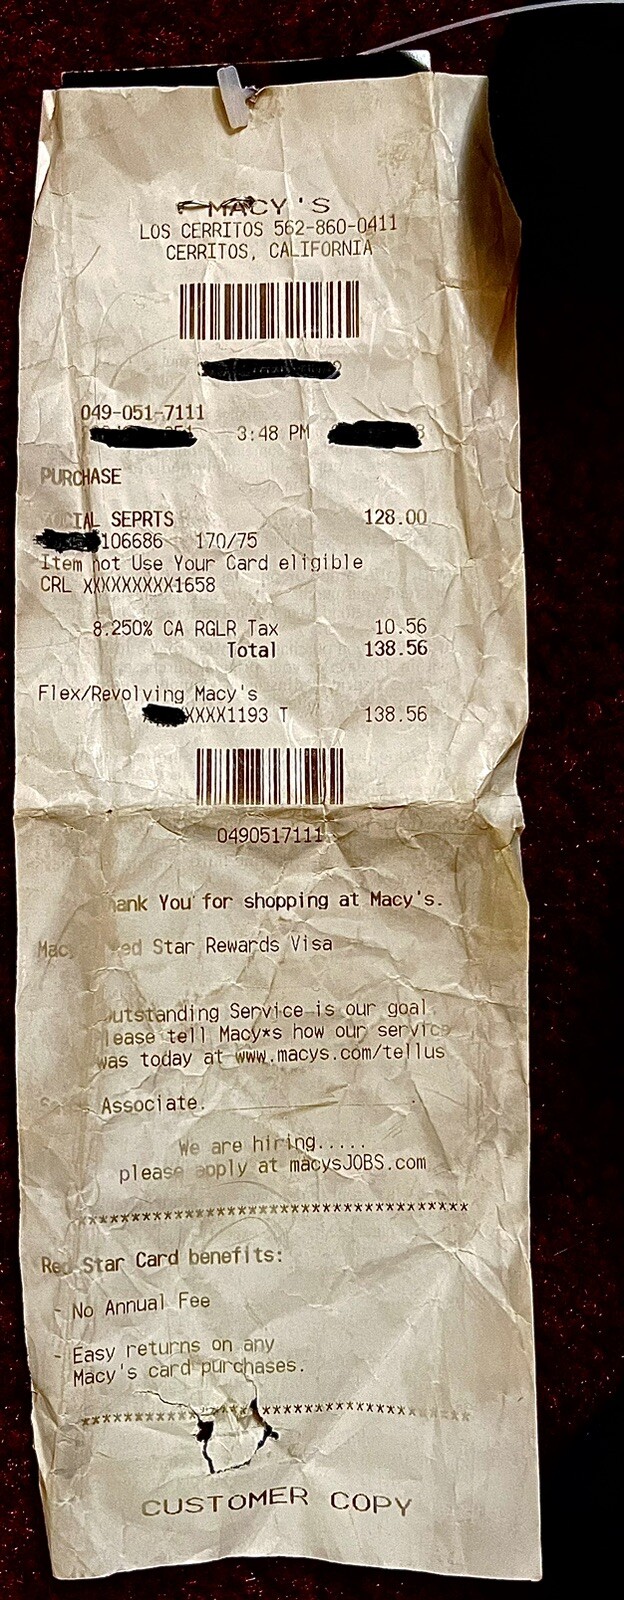 MACY'S
LOS CERRITOS 562-860-0411
CERRITOS, CALIFORNIA
049-051-7111
3:48 PM
PURCHASE
SEPRTS 128.00
106686 170/75
Item not Use Your Card eligible
CRL XXXXXXXXX1658
8.250% CA RGLR Tax 10.56
Total 138.56
Flex/Revolving Macy's
XXXX1193 T 138.56
0490517111
Thank You for shopping at Macy's.
Red Star Rewards Visa
Outstanding Service is our goal
Please tell Macy*s how our service
was today at www.macys.com/tellus
Associate.
We are hiring.....
please apply at macysJOBS.com
***********************************
Red Star Card benefits:
- No Annual Fee
- Easy returns on any
Macy's card purchases.
***********************************
CUSTOMER COPY